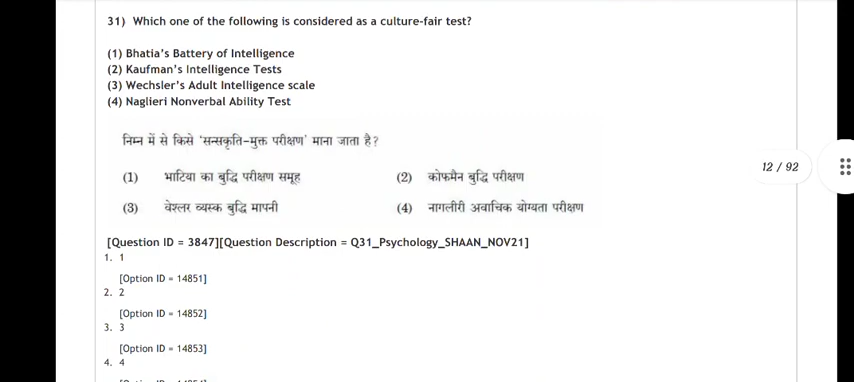 31) Which one of the following is considered as a culture-fair test?
(1) Bhatia's Battery of Intelligence
(2) Kaufman's Intelligence Tests
(3) Wechsler's Adult Intelligence scale
(4) Naglieri Nonverbal Ability Test
निम्न में से किसे ‘सन्सकृति-मुक्त परीक्षण’ माना जाता है?
(1) भाटिया का बुद्धि परीक्षण समूह (2) कोफमैन बुद्धि परीक्षण
(3) वेश्लर व्यस्क बुद्धि मापनी (4) नागलीरी अवाचिक योग्यता परीक्षण
12 / 92
[Question ID = 3847][Question Description = Q31_Psychology_SHAAN_NOV21]
1. 1
[Option ID = 14851]
2. 2
[Option ID = 14852]
3. 3
[Option ID = 14853]
4. 4